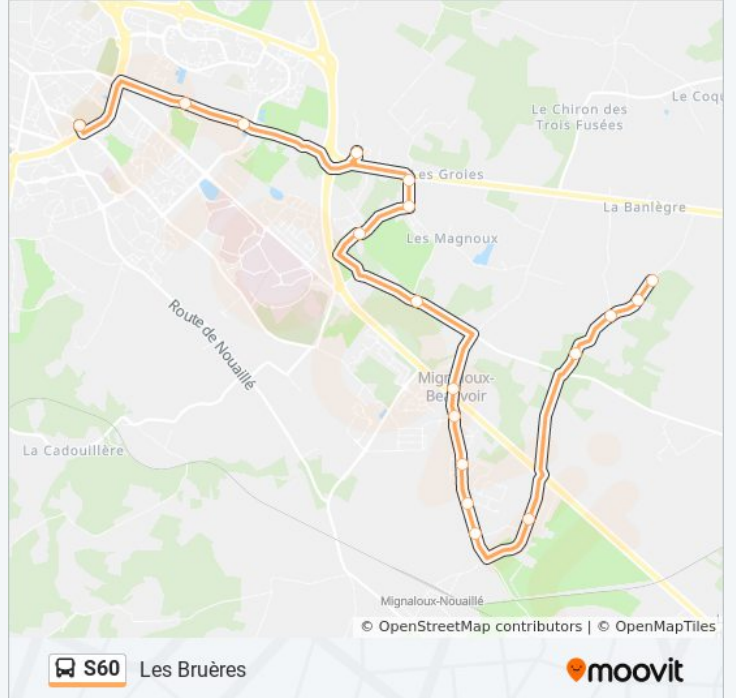 Le Chiron des
Trois Fusées
Le Coqu
Les Groies
La Banlègre
Les Magnoux
Route de Nouaillé
Mignaloux-
Beauvoir
La Cadouillère
Mignaloux-Nouaillé
© OpenStreetMap contributors | © OpenMapTiles
S60 Les Bruères
moovit